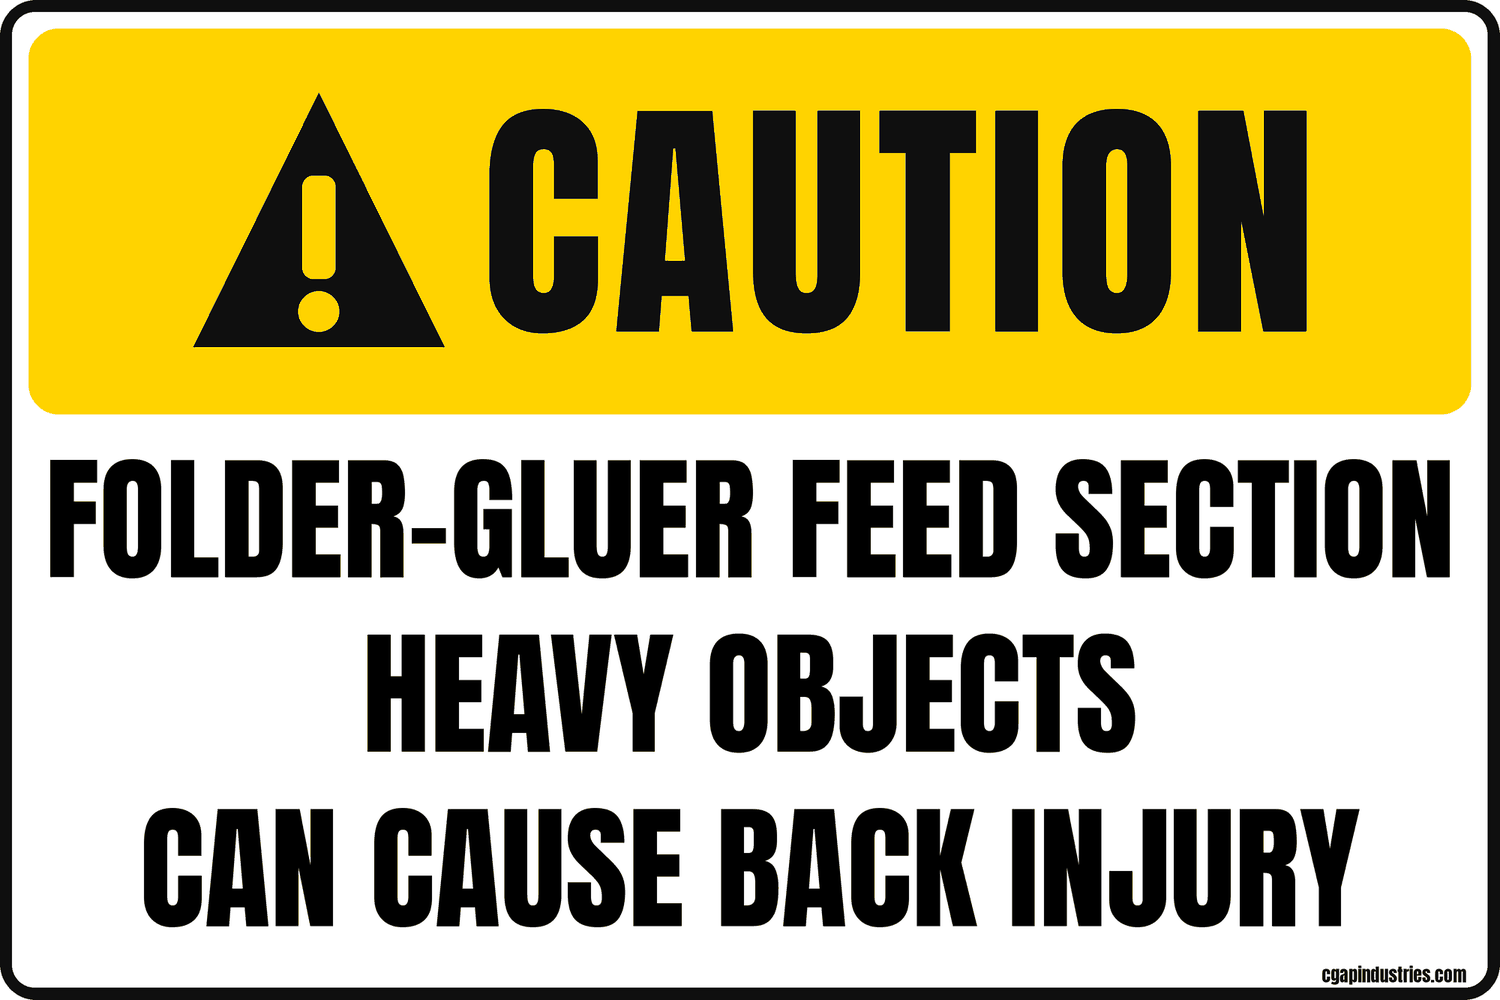 CAUTION
FOLDER-GLUER FEED SECTION
HEAVY OBJECTS
CAN CAUSE BACK INJURY
cgapindustries.com